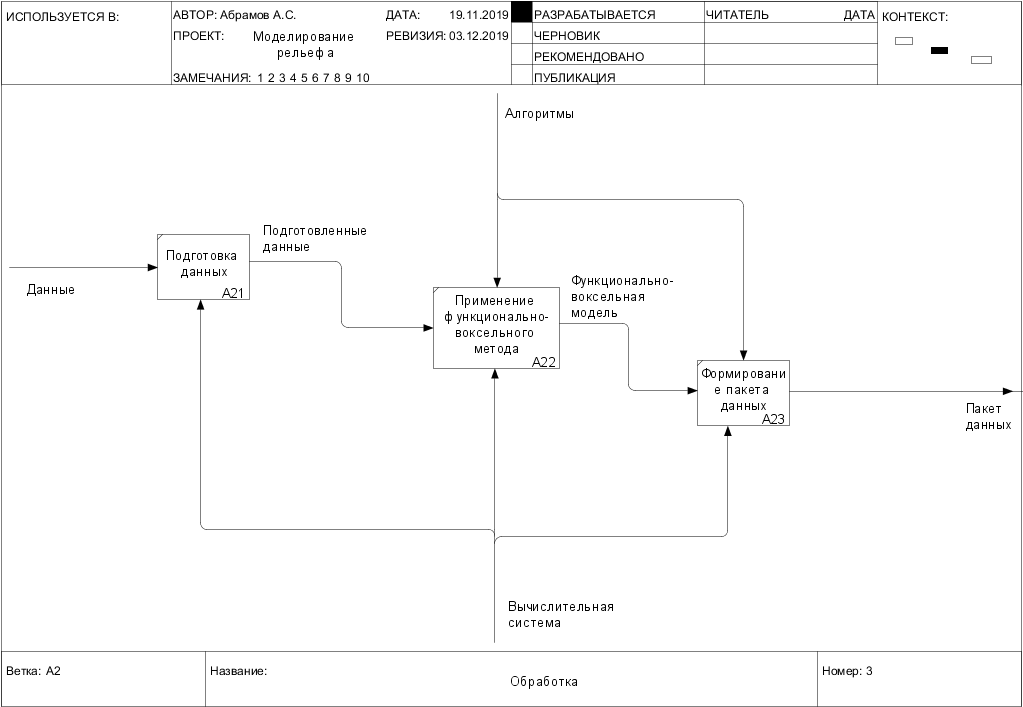 ИСПОЛЬЗУЕТСЯ В:
АВТОР: Абрамов А.С.
ДАТА: 19.11.2019
ПРОЕКТ: Моделирование
рельефа
РЕВИЗИЯ: 03.12.2019
ЗАМЕЧАНИЯ: 1 2 3 4 5 6 7 8 9 10
РАЗРАБАТЫВАЕТСЯ
ЧЕРНОВИК
РЕКОМЕНДОВАНО
ПУБЛИКАЦИЯ
ЧИТАТЕЛЬ
ДАТА
КОНТЕКСТ:
Алгоритмы
Подготовленные
данные
Подготовка
данных
A21
Данные
Функционально-
воксельная
модель
Применение
функционально-
воксельного
метода
A22
Формировани
е пакета
данных
A23
Пакет
данных
Вычислительная
система
Ветка: A2
Название:
Обработка
Номер: 3